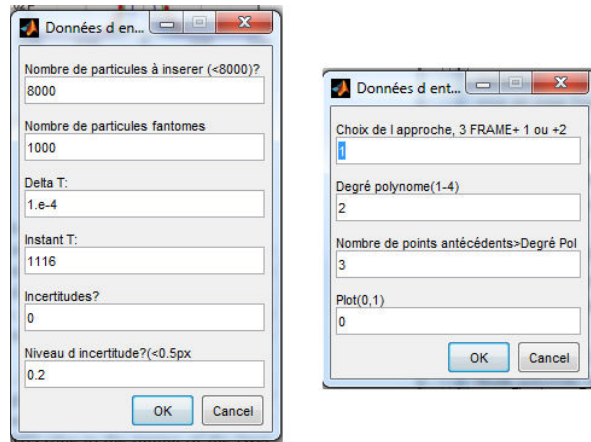 Données d en...
Nombre de particules à inserer (<8000)?
8000
Nombre de particules fantomes
1000
Delta T:
1.e-4
Instant T:
1116
Incertitudes?
0
Niveau d incertitude?(<0.5px
0.2
OK Cancel
Données d ent...
Choix de l approche, 3 FRAME+ 1 ou +2
1
Degré polynome(1-4)
2
Nombre de points antécédents>Degré Pol
3
Plot(0,1)
0
OK Cancel